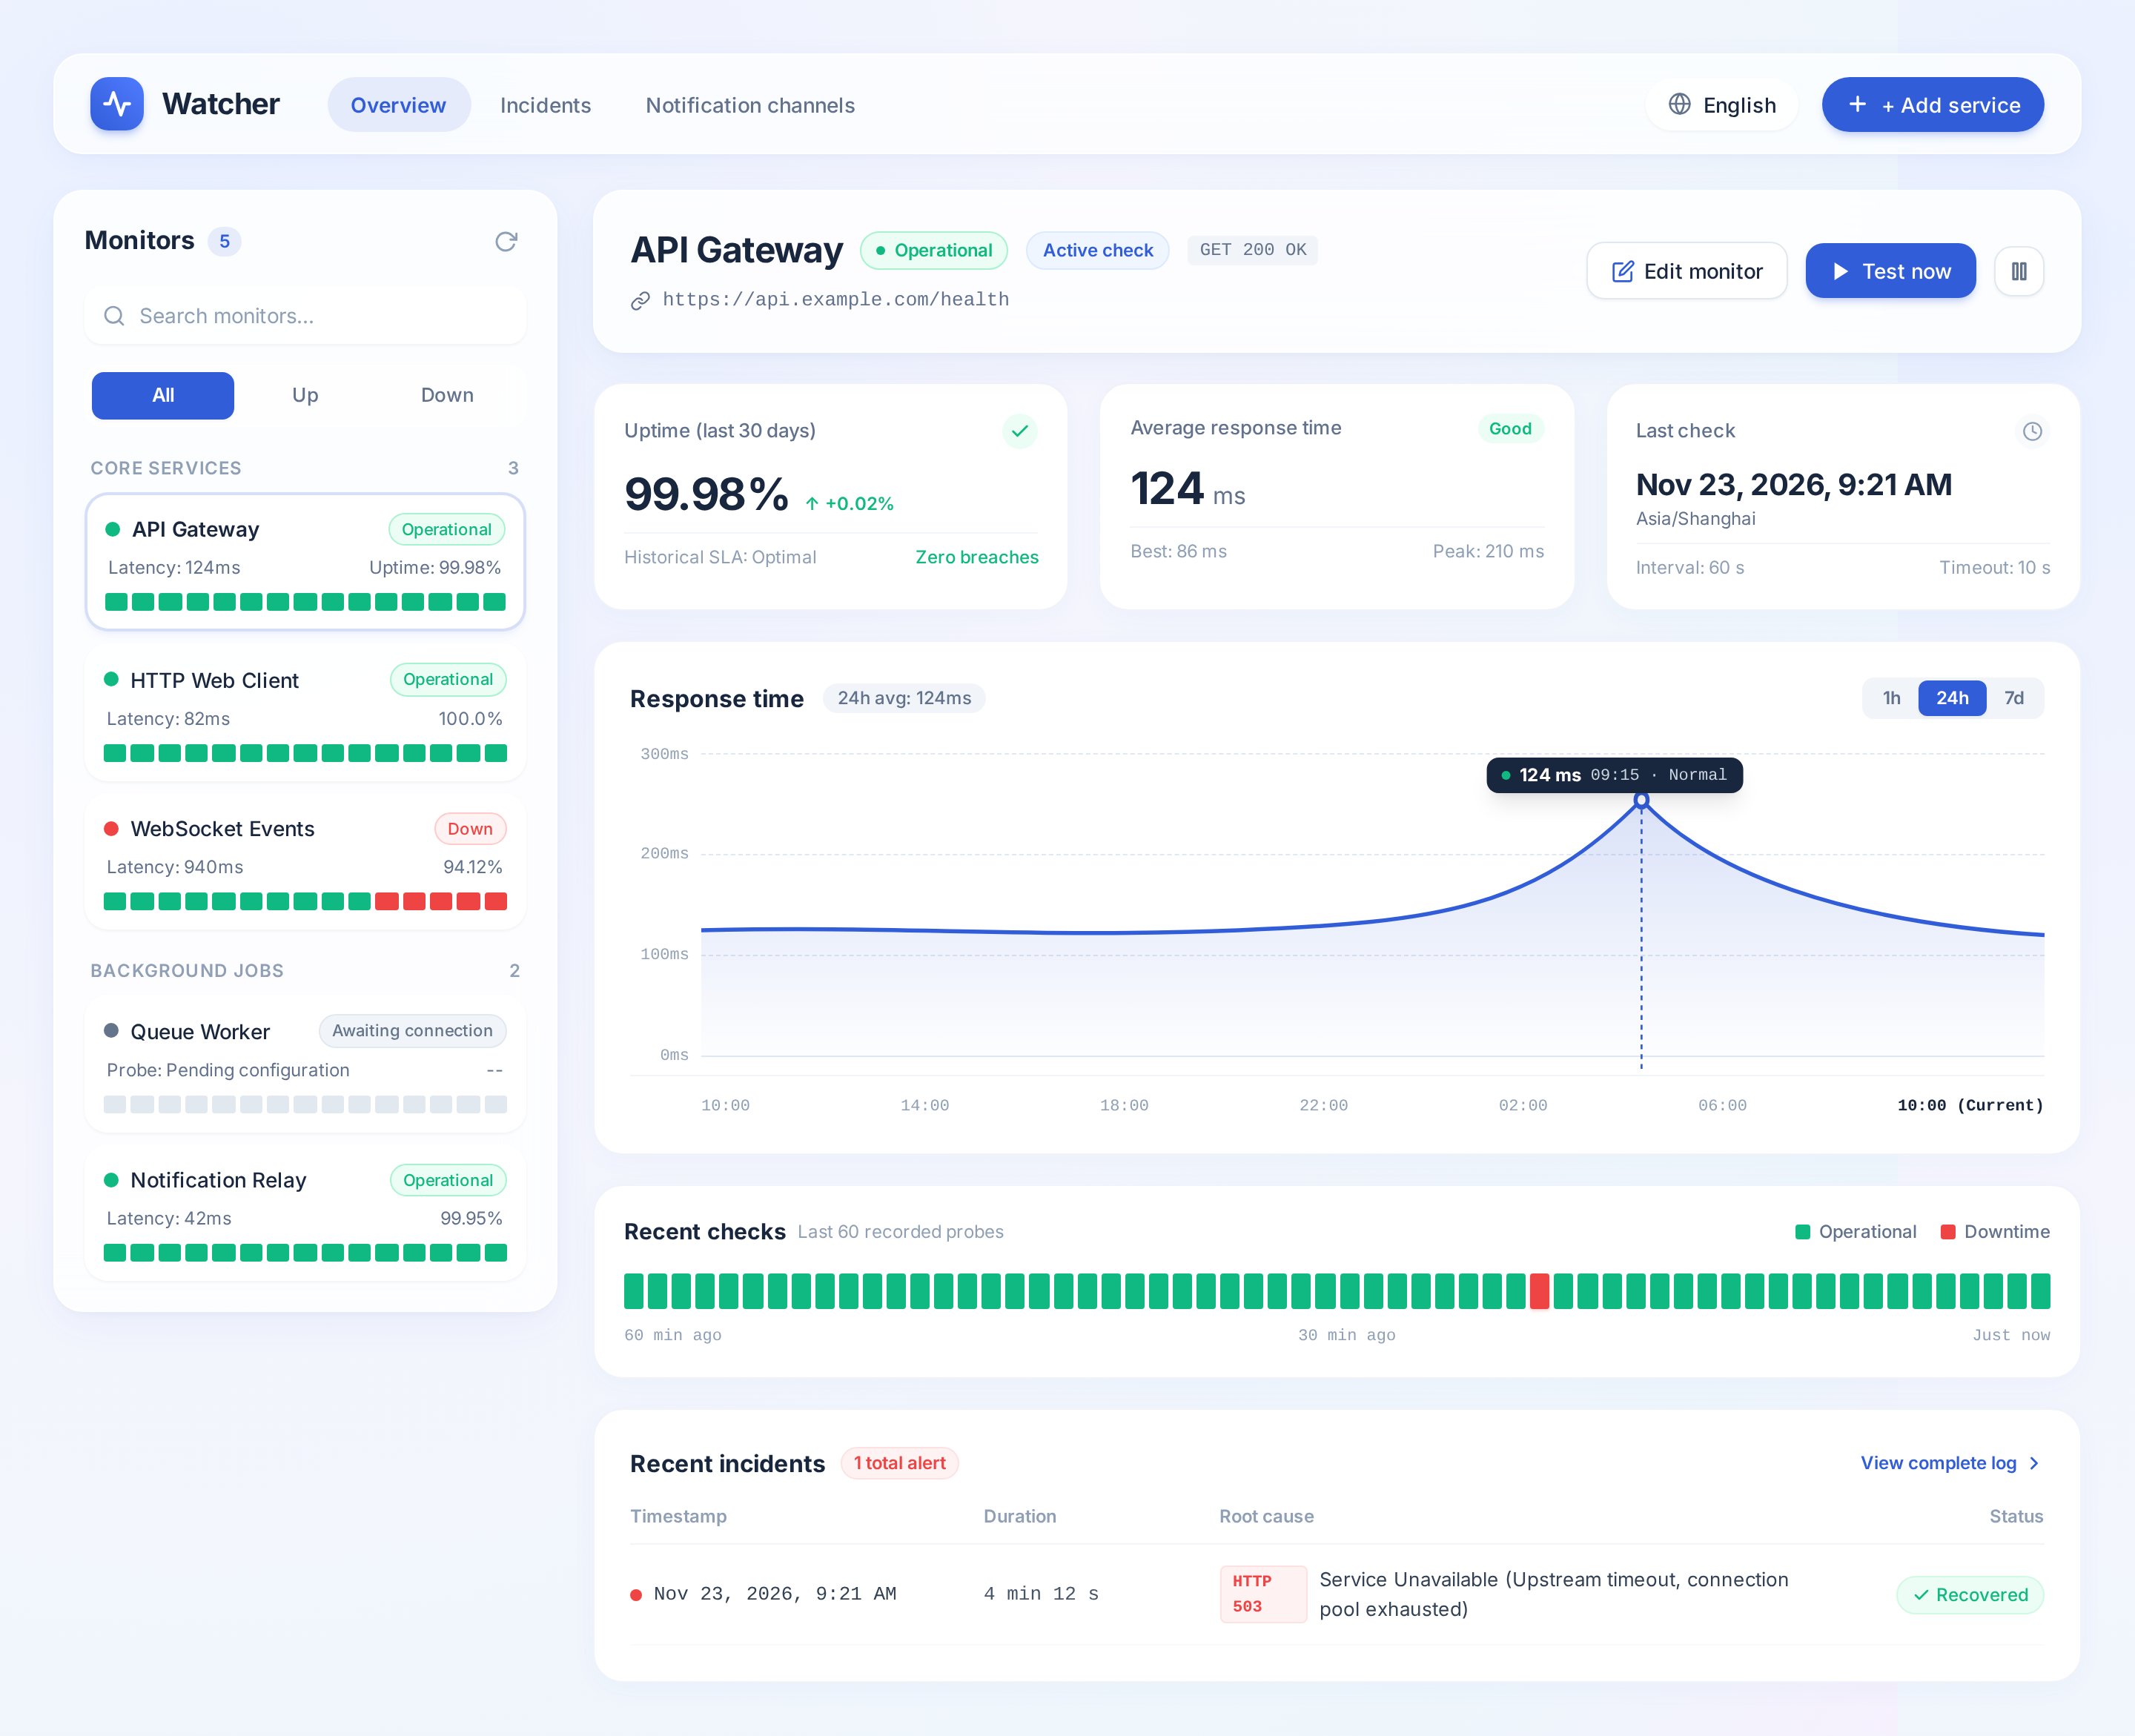 Watcher
Overview
Incidents
Notification channels
English
+ Add service
Monitors 5
Search monitors...
All
Up
Down
CORE SERVICES 3
API Gateway Operational
Latency: 124ms Uptime: 99.98%
HTTP Web Client Operational
Latency: 82ms 100.0%
WebSocket Events Down
Latency: 940ms 94.12%
BACKGROUND JOBS 2
Queue Worker Awaiting connection
Probe: Pending configuration --
Notification Relay Operational
Latency: 42ms 99.95%
API Gateway Operational Active check GET 200 OK
https://api.example.com/health
Edit monitor
Test now
Uptime (last 30 days)
99.98% ↑ +0.02%
Historical SLA: Optimal Zero breaches
Average response time Good
124 ms
Best: 86 ms Peak: 210 ms
Last check
Nov 23, 2026, 9:21 AM
Asia/Shanghai
Interval: 60 s Timeout: 10 s
Response time 24h avg: 124ms
1h 24h 7d
300ms
124 ms 09:15 · Normal
200ms
100ms
0ms
10:00 14:00 18:00 22:00 02:00 06:00 10:00 (Current)
Recent checks Last 60 recorded probes
Operational Downtime
60 min ago 30 min ago Just now
Recent incidents 1 total alert
View complete log
Timestamp Duration Root cause Status
Nov 23, 2026, 9:21 AM
4 min 12 s
HTTP
503
Service Unavailable (Upstream timeout, connection
pool exhausted)
Recovered